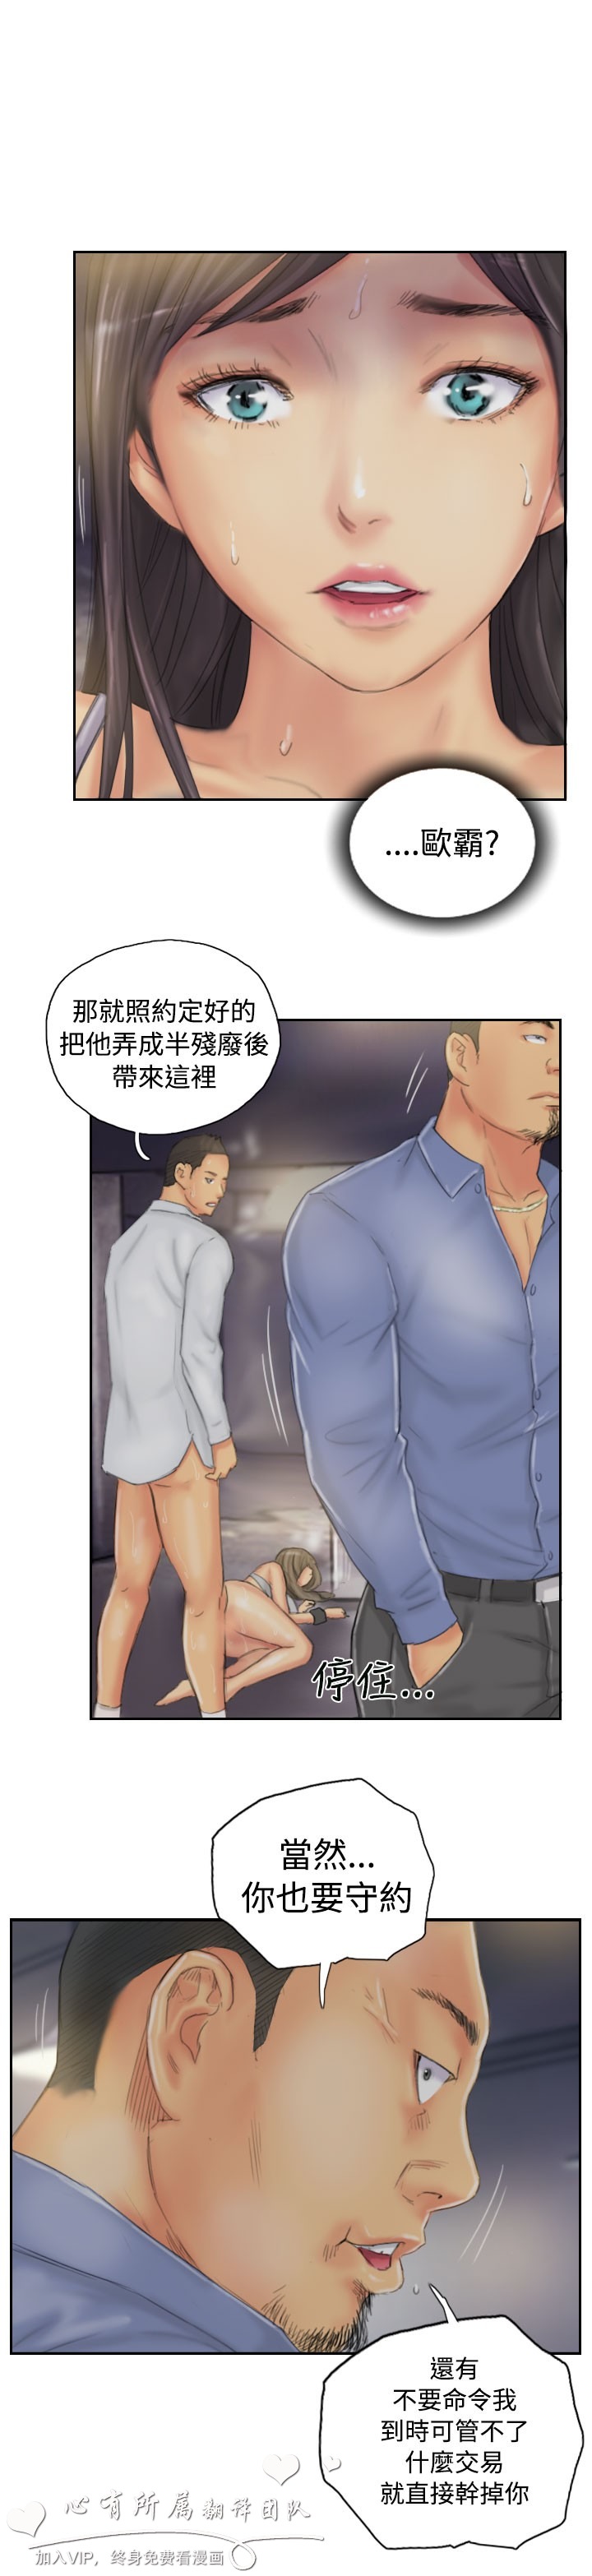 ....歐霸?
那就照約定好的
把他弄成半殘廢後
帶來這裡
停住...
當然...
你也要守約
還有
不要命令我
到時可管不了
什麼交易
就直接幹掉你
心有所属翻译团队
加入VIP，终身免费看漫画